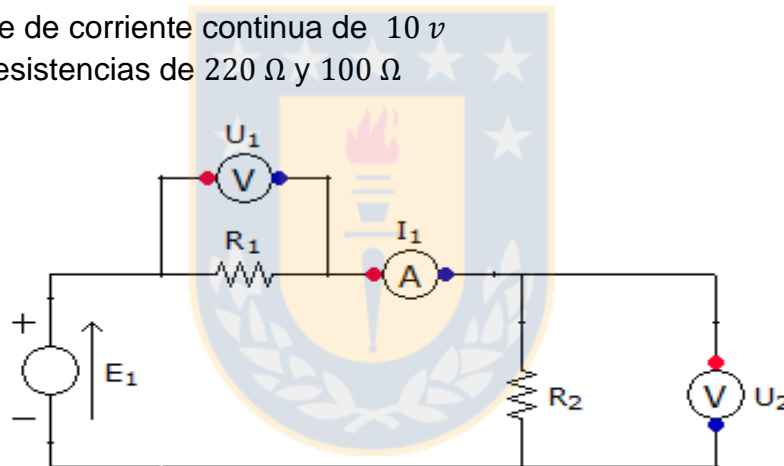 e de corriente continua de 10 v
esistencias de 220 Ω y 100 Ω
U₁
V
R₁
I₁
A
+
E₁
−
R₂
V
U₂